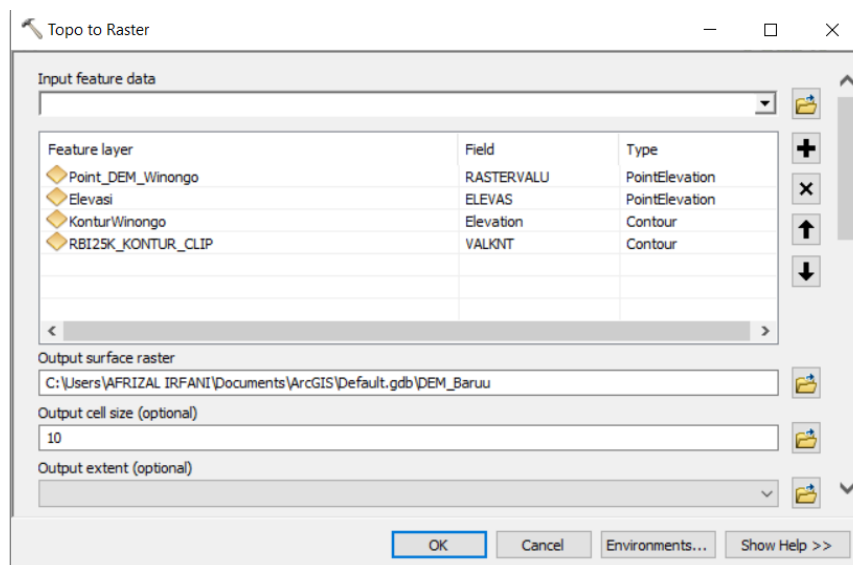 Topo to Raster
Input feature data
Feature layer Field Type
Point_DEM_Winongo RASTERVALU PointElevation
Elevasi ELEVAS PointElevation
KonturWinongo Elevation Contour
RBI25K_KONTUR_CLIP VALKNT Contour
Output surface raster
C:\Users\AFRIZAL IRFANI\Documents\ArcGIS\Default.gdb\DEM_Baruu
Output cell size (optional)
10
Output extent (optional)
OK Cancel Environments... Show Help >>